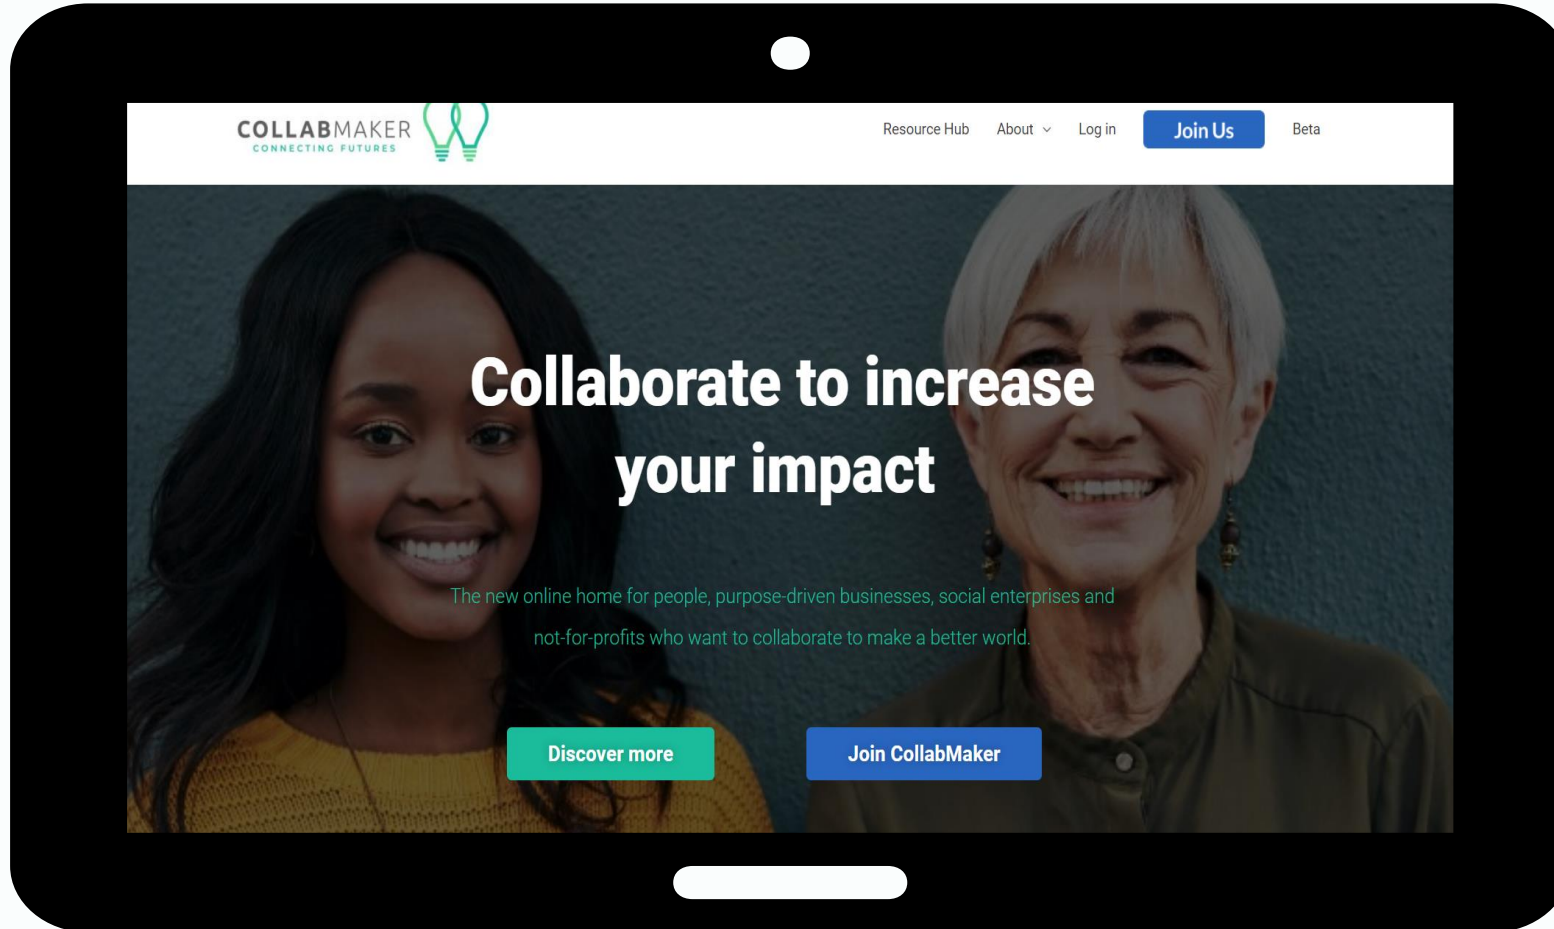 COLLABMAKER
CONNECTING FUTURES
Resource Hub About Log in Join Us Beta
Collaborate to increase
your impact
The new online home for people, purpose-driven businesses, social enterprises and
not-for-profits who want to collaborate to make a better world.
Discover more Join CollabMaker